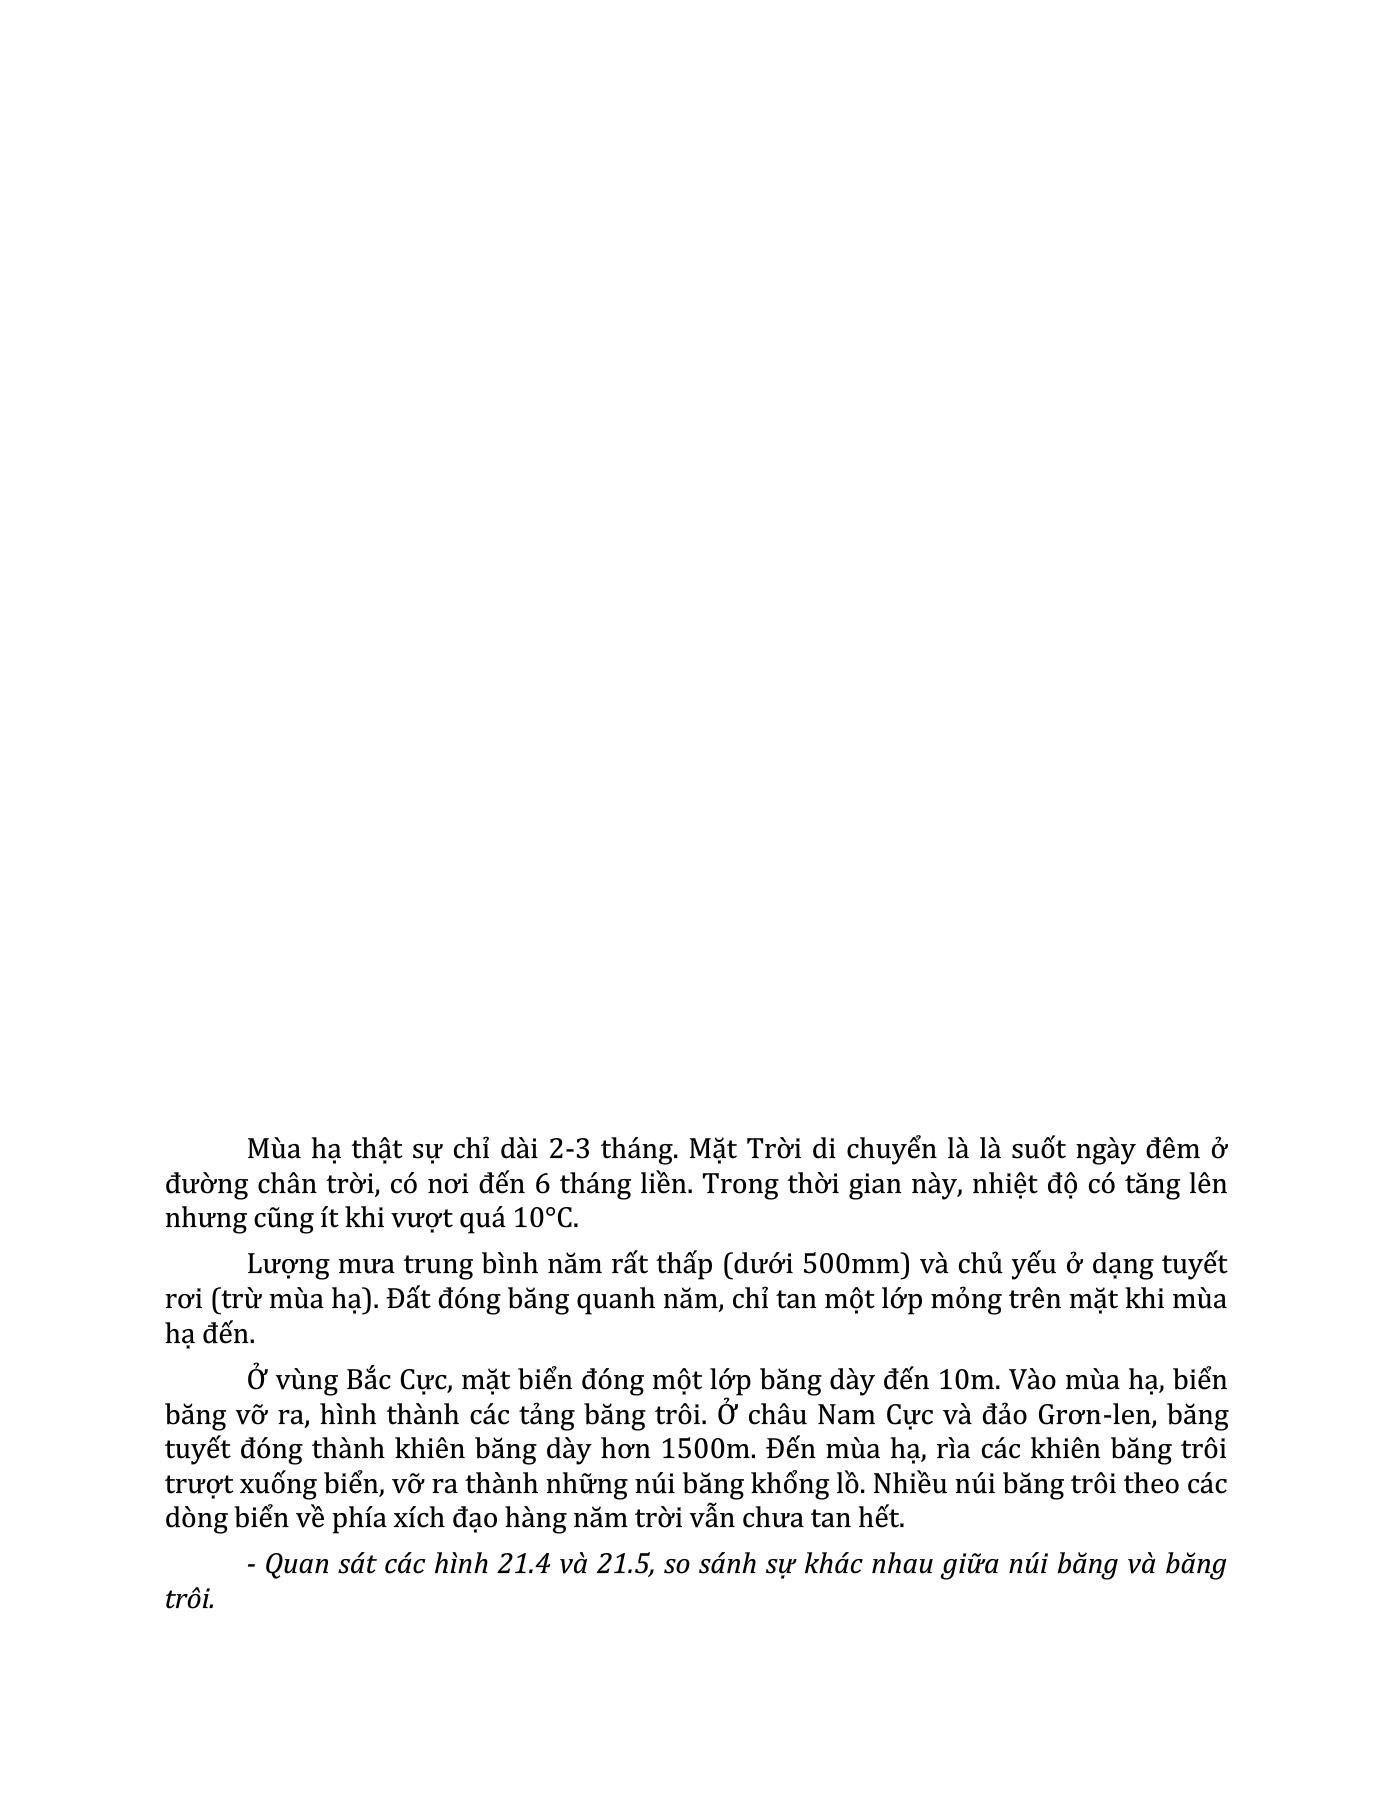 Mùa hạ thật sự chỉ dài 2-3 tháng. Mặt Trời di chuyển là là suốt ngày đêm ở
đường chân trời, có nơi đến 6 tháng liền. Trong thời gian này, nhiệt độ có tăng lên
nhưng cũng ít khi vượt quá 10°C.
Lượng mưa trung bình năm rất thấp (dưới 500mm) và chủ yếu ở dạng tuyết
rơi (trừ mùa hạ). Đất đóng băng quanh năm, chỉ tan một lớp mỏng trên mặt khi mùa
hạ đến.
Ở vùng Bắc Cực, mặt biển đóng một lớp băng dày đến 10m. Vào mùa hạ, biển
băng vỡ ra, hình thành các tảng băng trôi. Ở châu Nam Cực và đảo Grơn-len, băng
tuyết đóng thành khiên băng dày hơn 1500m. Đến mùa hạ, rìa các khiên băng trôi
trượt xuống biển, vỡ ra thành những núi băng khổng lồ. Nhiều núi băng trôi theo các
dòng biển về phía xích đạo hàng năm trời vẫn chưa tan hết.
- Quan sát các hình 21.4 và 21.5, so sánh sự khác nhau giữa núi băng và băng
trôi.